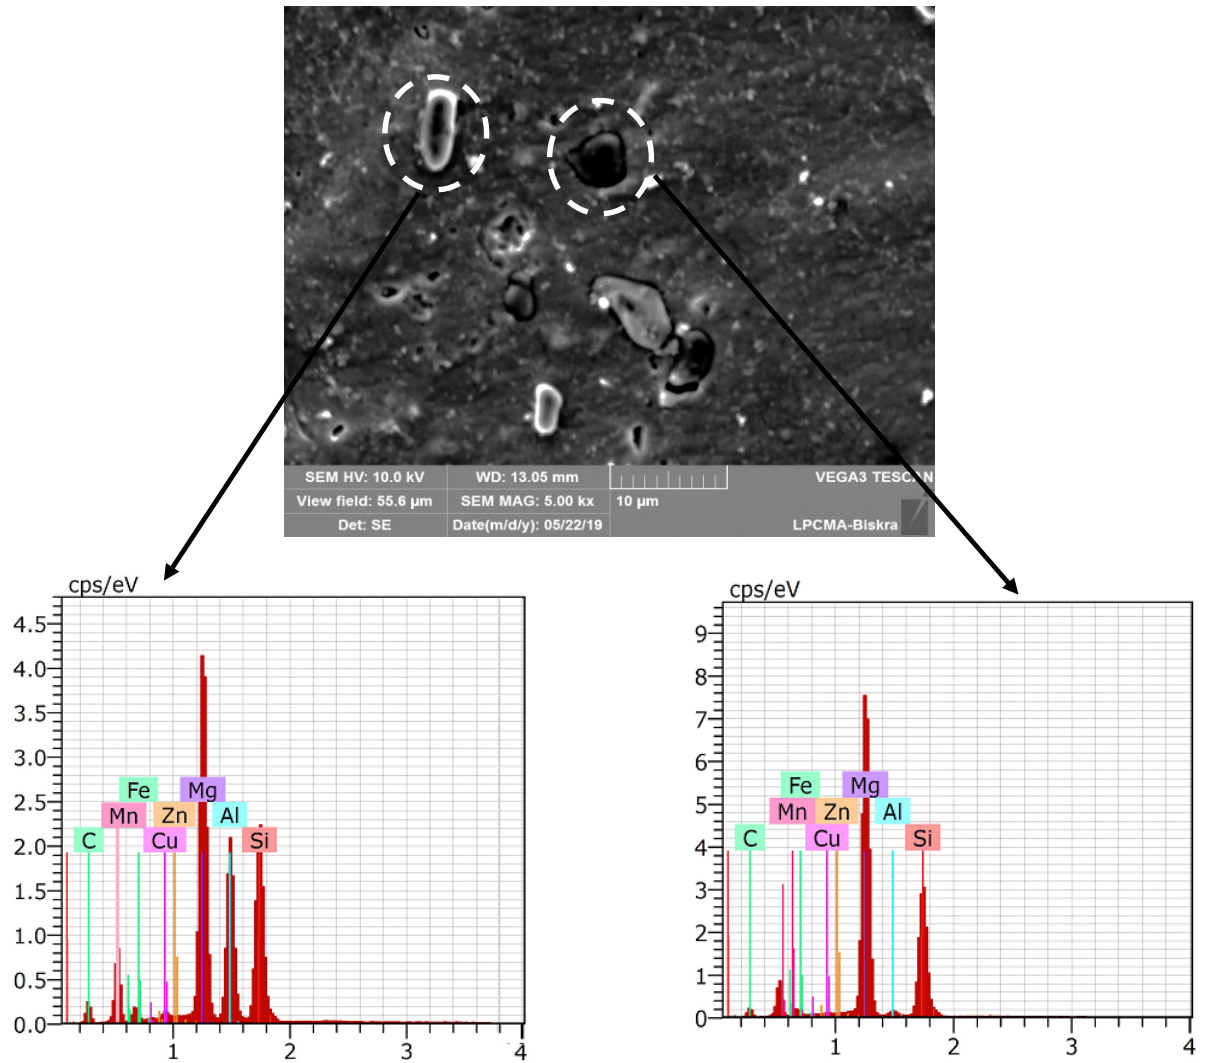 SEM HV: 10.0 kV WD: 13.05 mm VEGA3 TESCAN
View field: 55.6 µm SEM MAG: 5.00 kx 10 µm
Det: SE Date(m/d/y): 05/22/19 LPCMA-Biskra
cps/eV
4.5
4.0
3.5
3.0
2.5
2.0
1.5
1.0
0.5
0.0
Fe Mg
Mn Zn Al
C Cu Si
1 2 3 4
cps/eV
9
8
7
6
5
4
3
2
1
0
Fe Mg
Mn Zn Al
C Cu Si
1 2 3 4